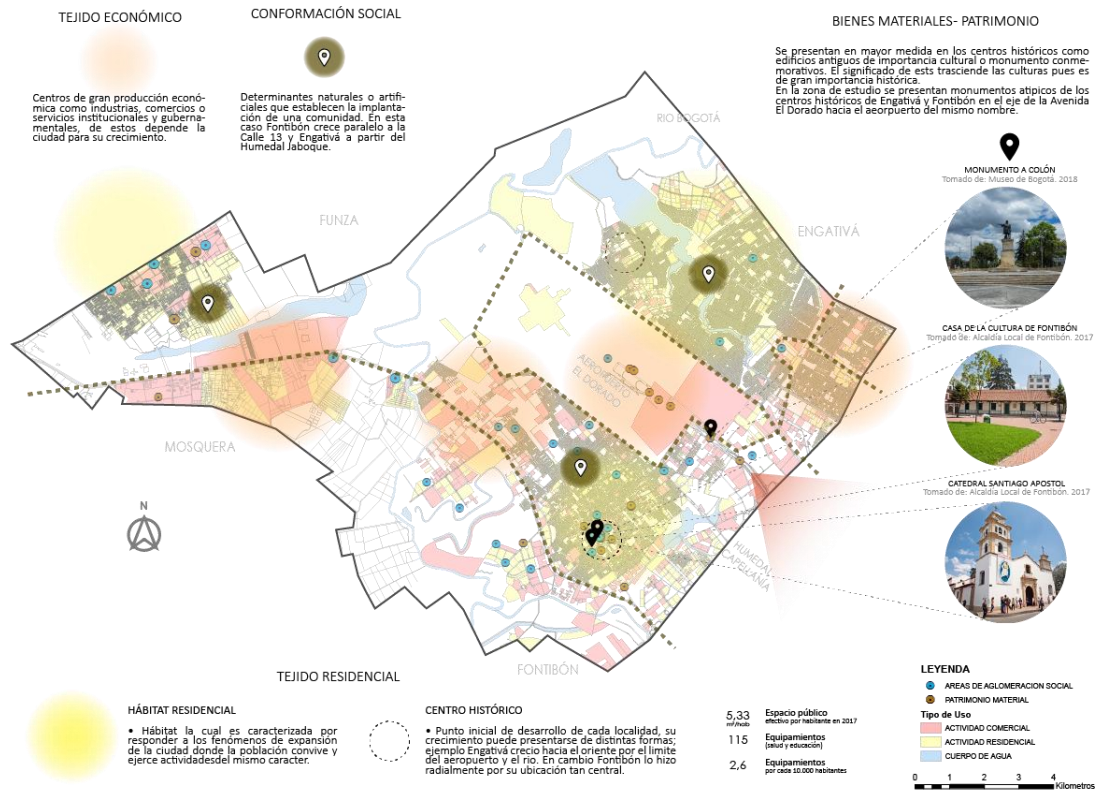 TEJIDO ECONÓMICO
Centros de gran producción econó-
mica como industrias, comercios o
servicios institucionales y guberna-
mentales, de estos depende la
ciudad para su crecimiento.
CONFORMACIÓN SOCIAL
Determinantes naturales o artifi-
ciales que establecen la implanta-
ción de una comunidad. En esta
caso Fontibón crece paralelo a la
Calle 13 y Engativá a partir del
Humedal Jaboque.
BIENES MATERIALES- PATRIMONIO
Se presentan en mayor medida en los centros históricos como
edificios antiguos de importancia cultural o monumento conme-
morativos. El significado de ests trasciende las culturas pues es
de gran importancia histórica.
En la zona de estudio se presentan monumentos atipicos de los
centros históricos de Engativá y Fontibón en el eje de la Avenida
El Dorado hacia el aeorpuerto del mismo nombre.
MONUMENTO A COLÓN
Tomado de: Museo de Bogotá. 2018
CASA DE LA CULTURA DE FONTIBÓN
Tomado de: Alcaldía Local de Fontibón. 2017
CATEDRAL SANTIAGO APOSTOL
Tomado de: Alcaldía Local de Fontibón. 2017
RIO BOGOTÁ
FUNZA
ENGATIVÁ
AEROPUERTO
EL DORADO
MOSQUERA
N
HUMEDAL
CAPELLANÍA
FONTIBÓN
TEJIDO RESIDENCIAL
HÁBITAT RESIDENCIAL
• Hábitat la cual es caracterizada por
responder a los fenómenos de expansión
de la ciudad donde la población convive y
ejerce actividadesdel mismo caracter.
CENTRO HISTÓRICO
• Punto inicial de desarrollo de cada localidad, su
crecimiento puede presentarse de distintas formas;
ejemplo Engativá crecio hacia el oriente por el limite
del aeropuerto y el rio. En cambio Fontibón lo hizo
radialmente por su ubicación tan central.
5,33 Espacio público
m²/hab efectivo por habitante en 2017
115 Equipamientos
(salud y educación)
2,6 Equipamientos
por cada 10.000 habitantes
LEYENDA
AREAS DE AGLOMERACION SOCIAL
PATRIMONIO MATERIAL
Tipo de Uso
ACTIVIDAD COMERCIAL
ACTIVIDAD RESIDENCIAL
CUERPO DE AGUA
0 1 2 3 4
Kilometros